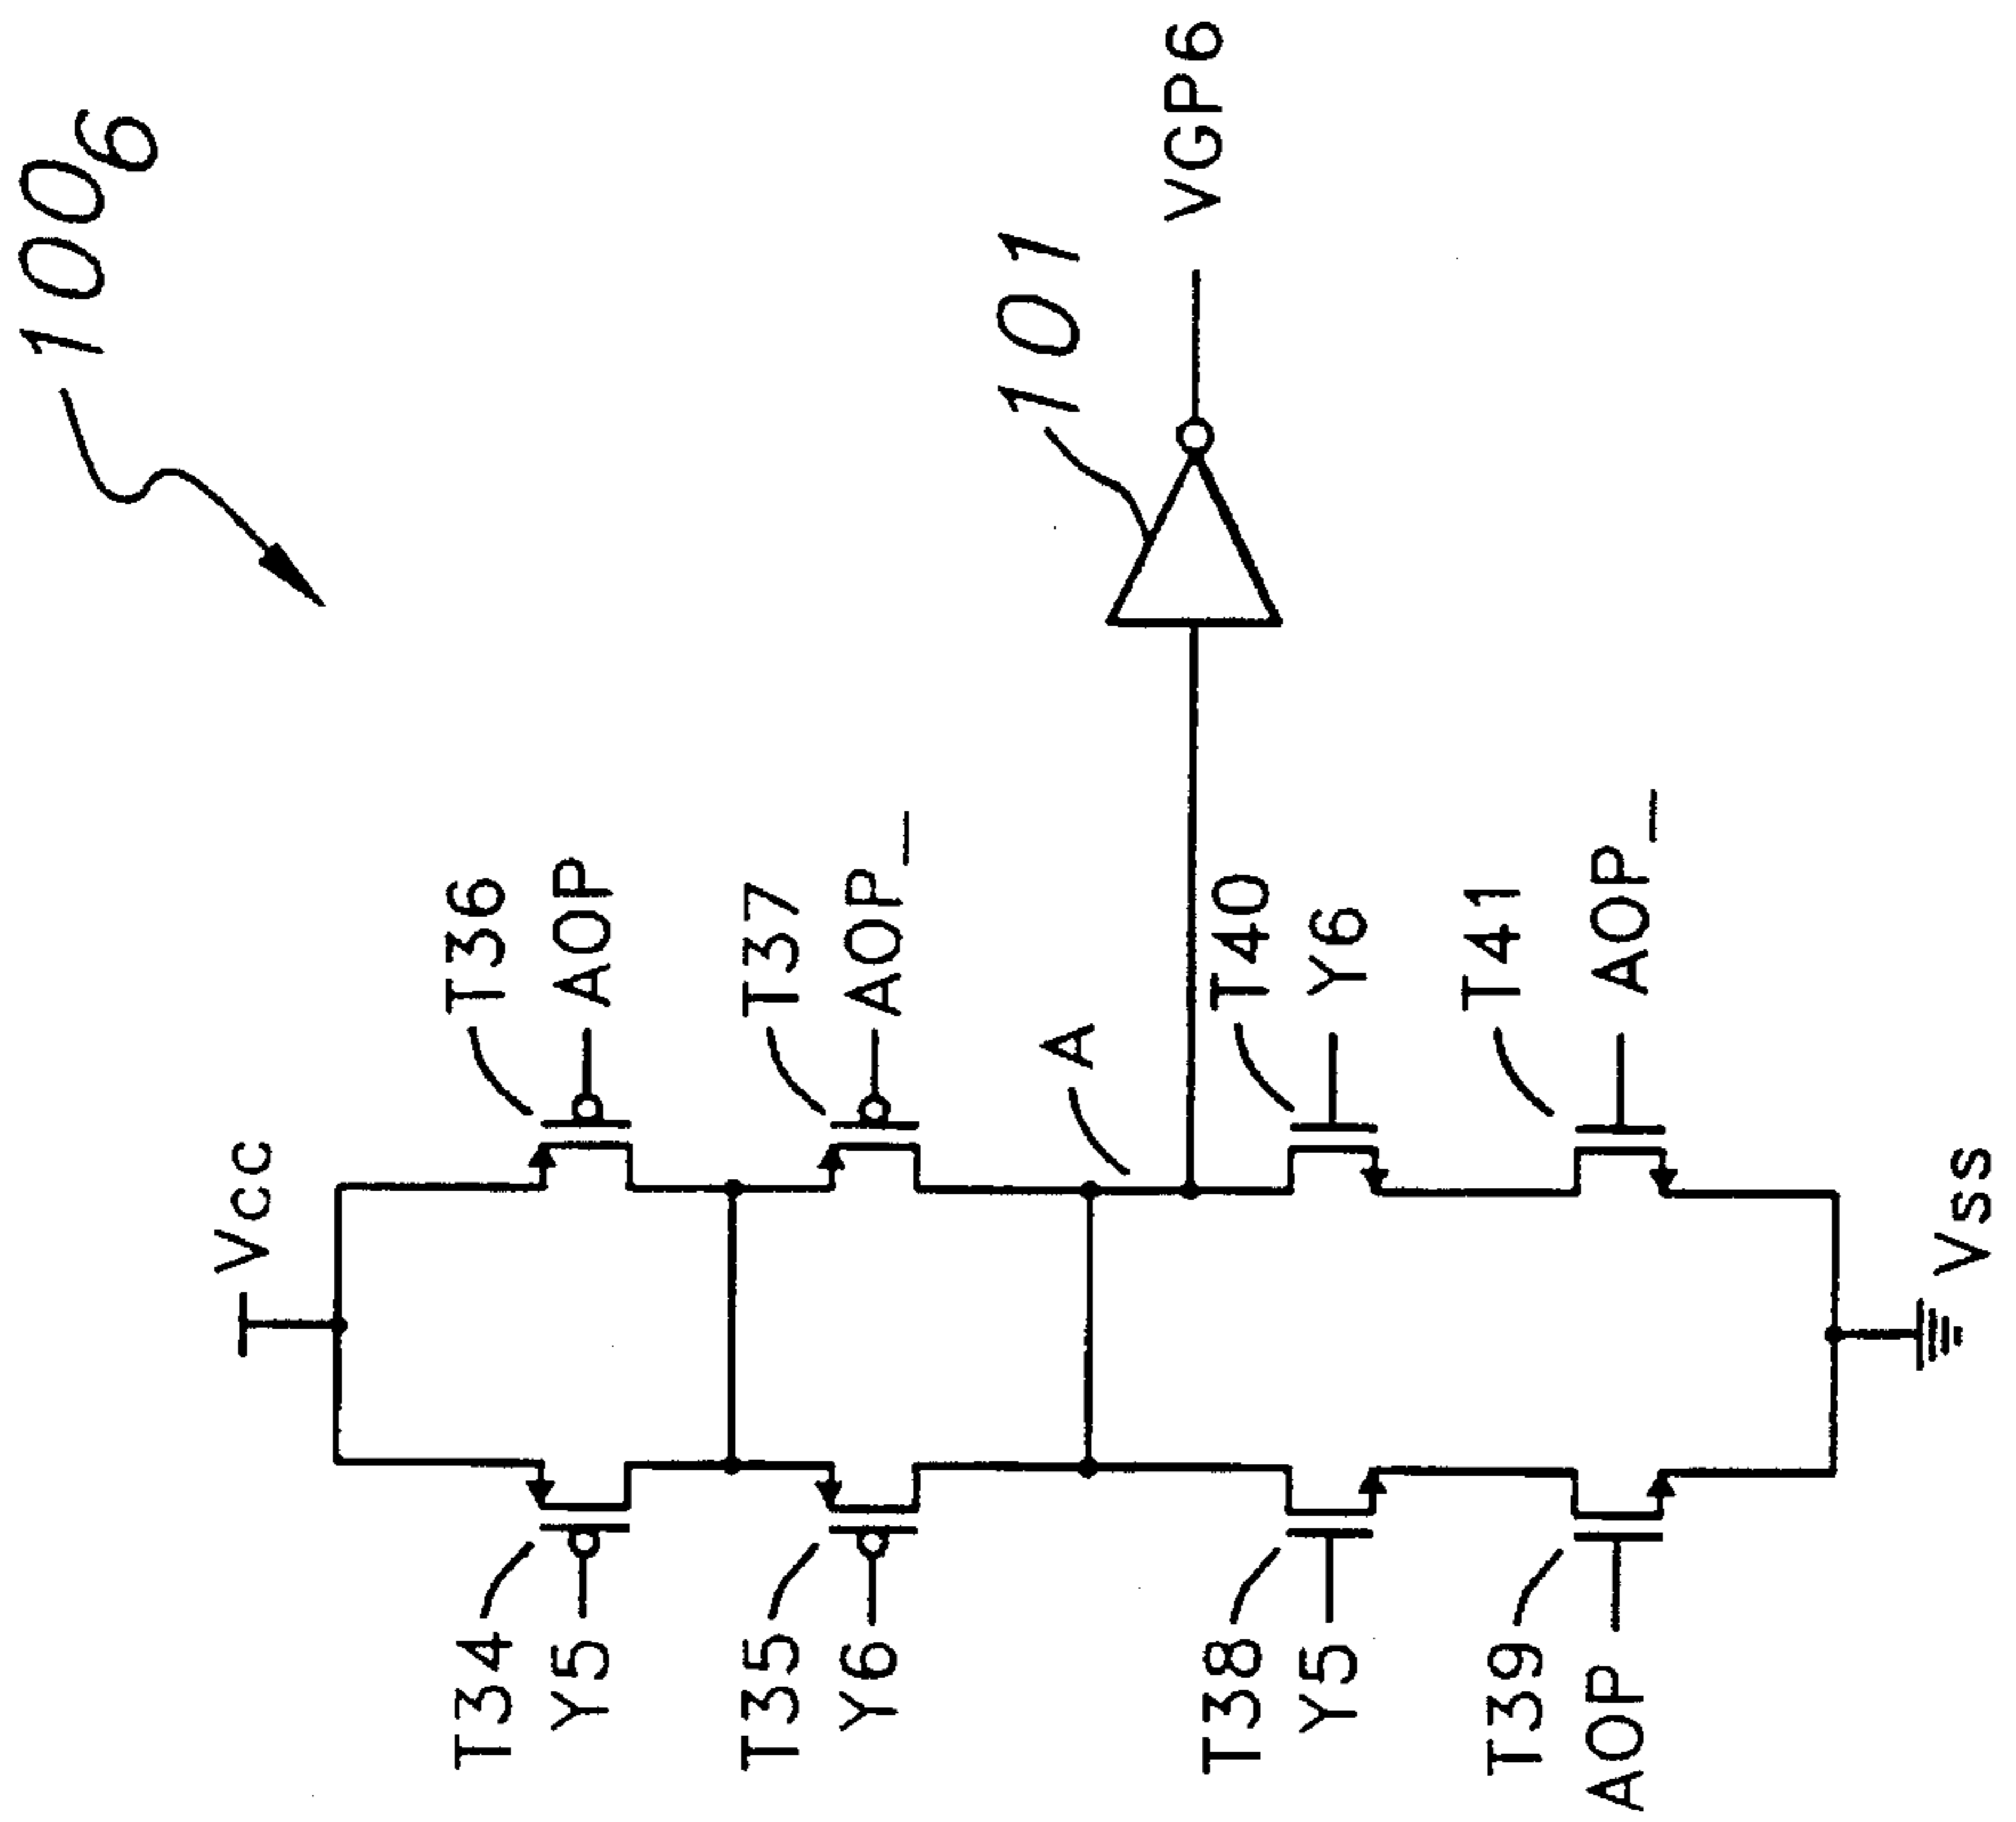 100₆
Vcc
T34
Y5
T36
AOP
T35
Y6
T37
AOP_
A
101
VGP6
T38
Y5
T40
Y6
T39
AOP
T41
AOP_
Vss